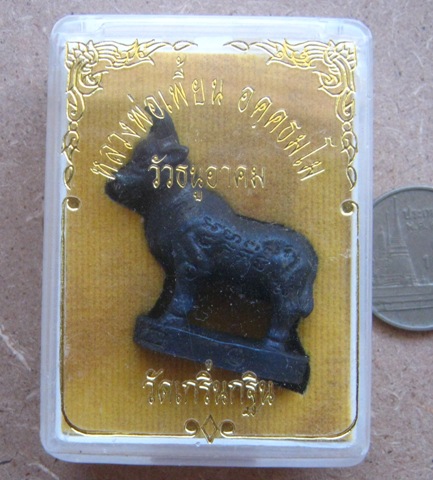 หลวงพ่อเพี้ยน อคฺคธมฺโม
วัวธนูอาคม
วัดเกริ่นกฐิน